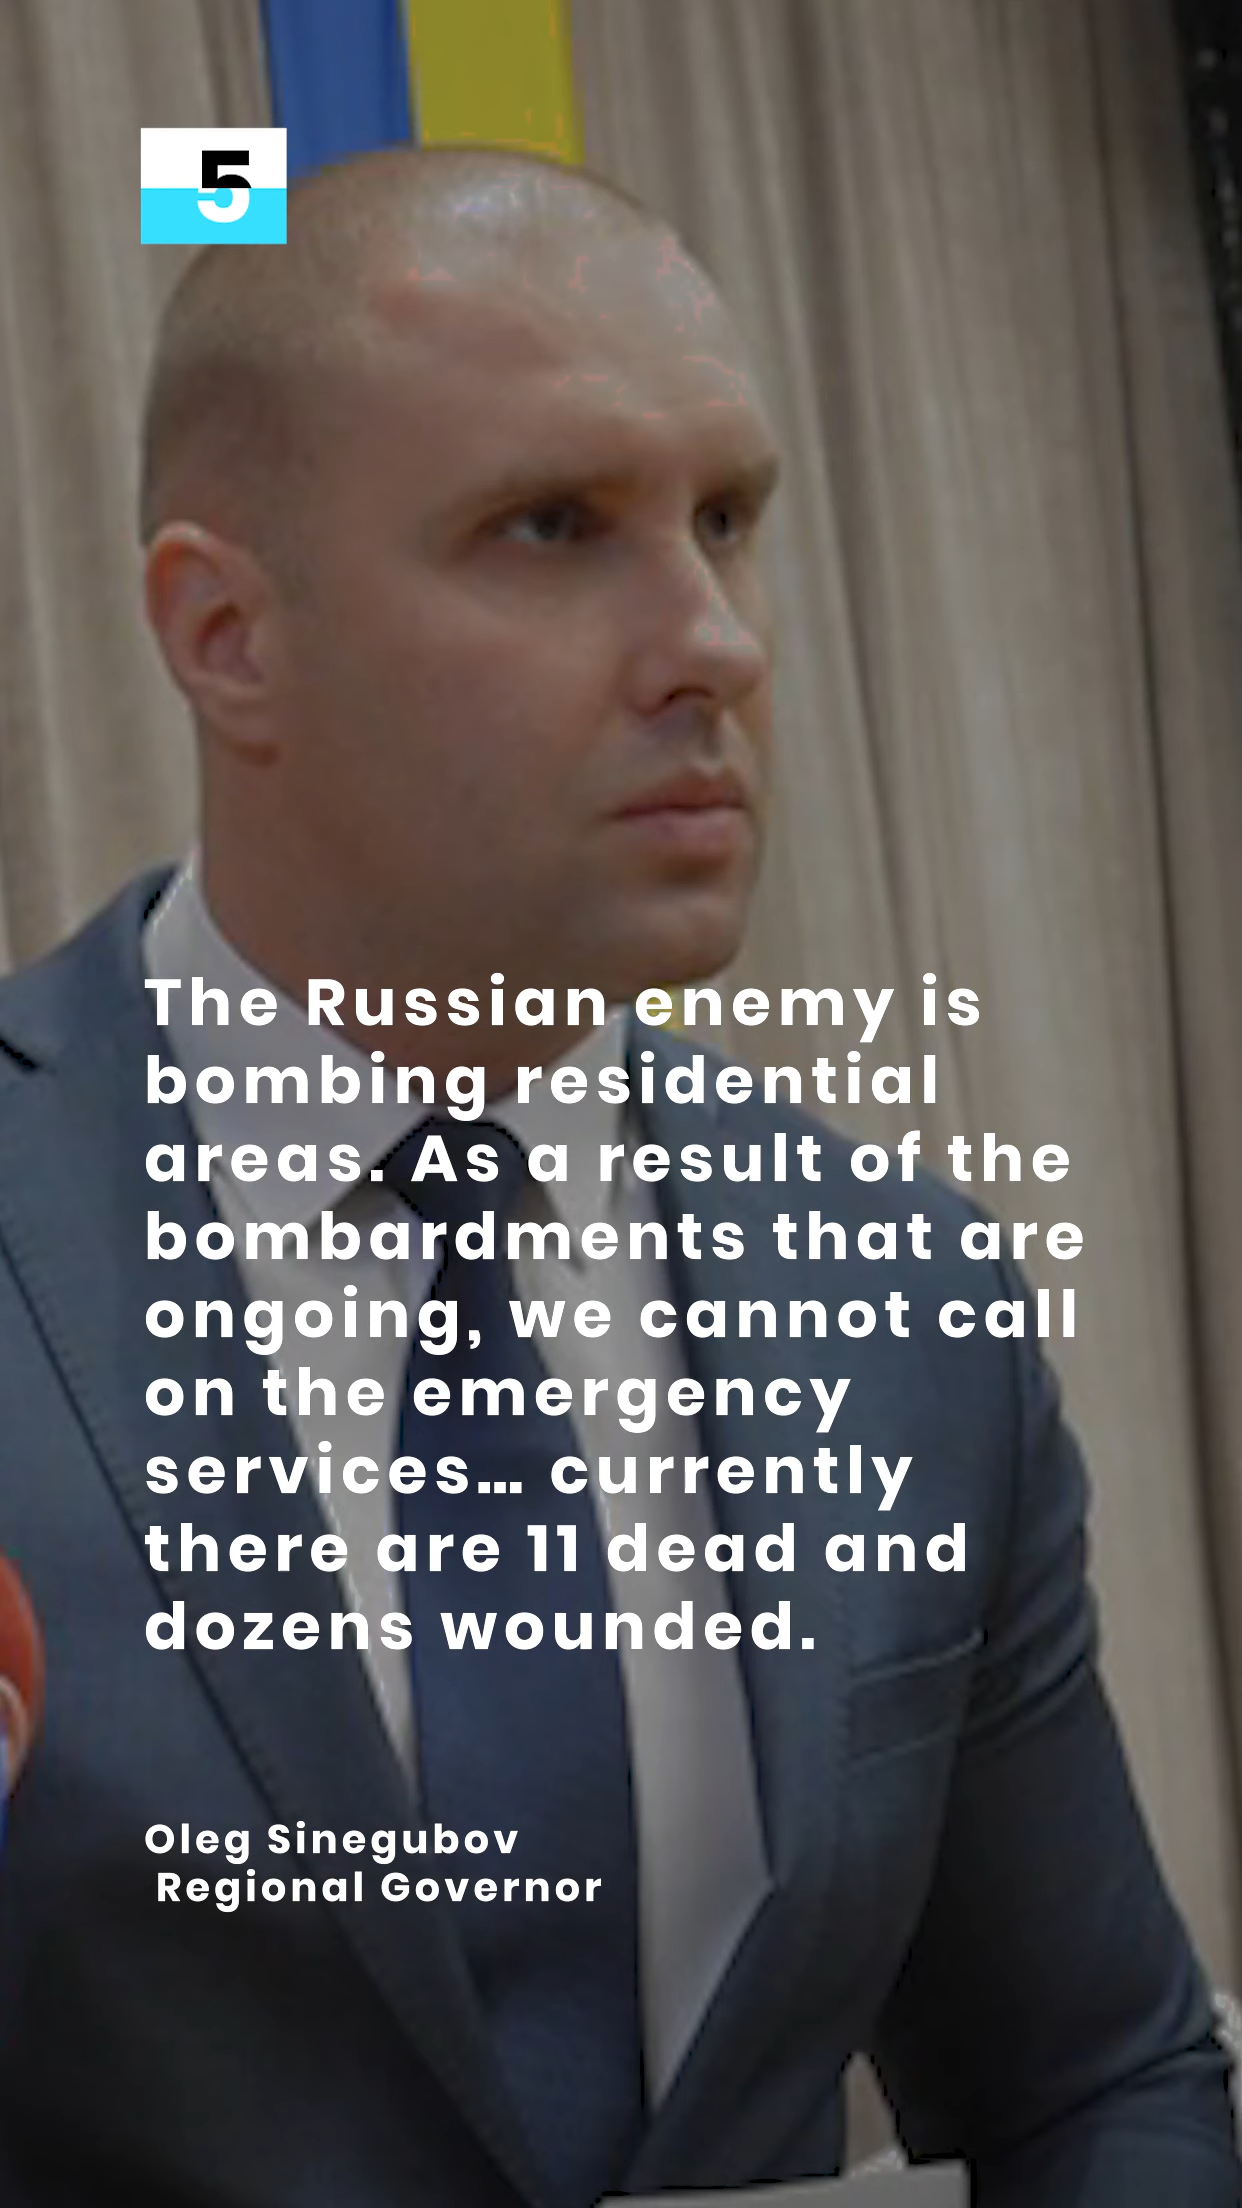 5
The Russian enemy is
bombing residential
areas. As a result of the
bombardments that are
ongoing, we cannot call
on the emergency
services... currently
there are 11 dead and
dozens wounded.
Oleg Sinegubov
Regional Governor